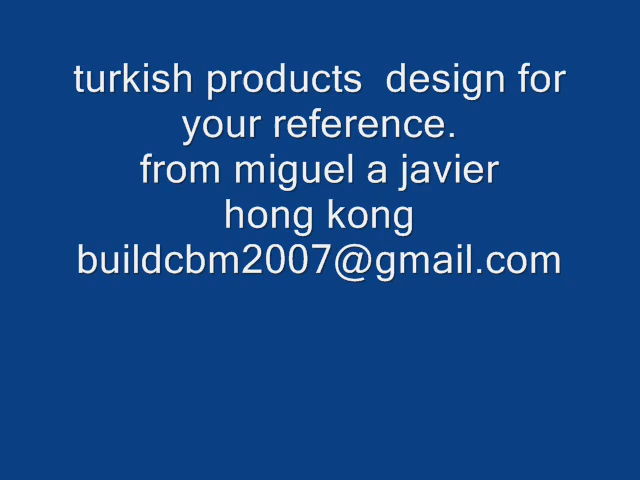 turkish products  design for
your reference.
from miguel a javier
hong kong
buildcbm2007@gmail.com